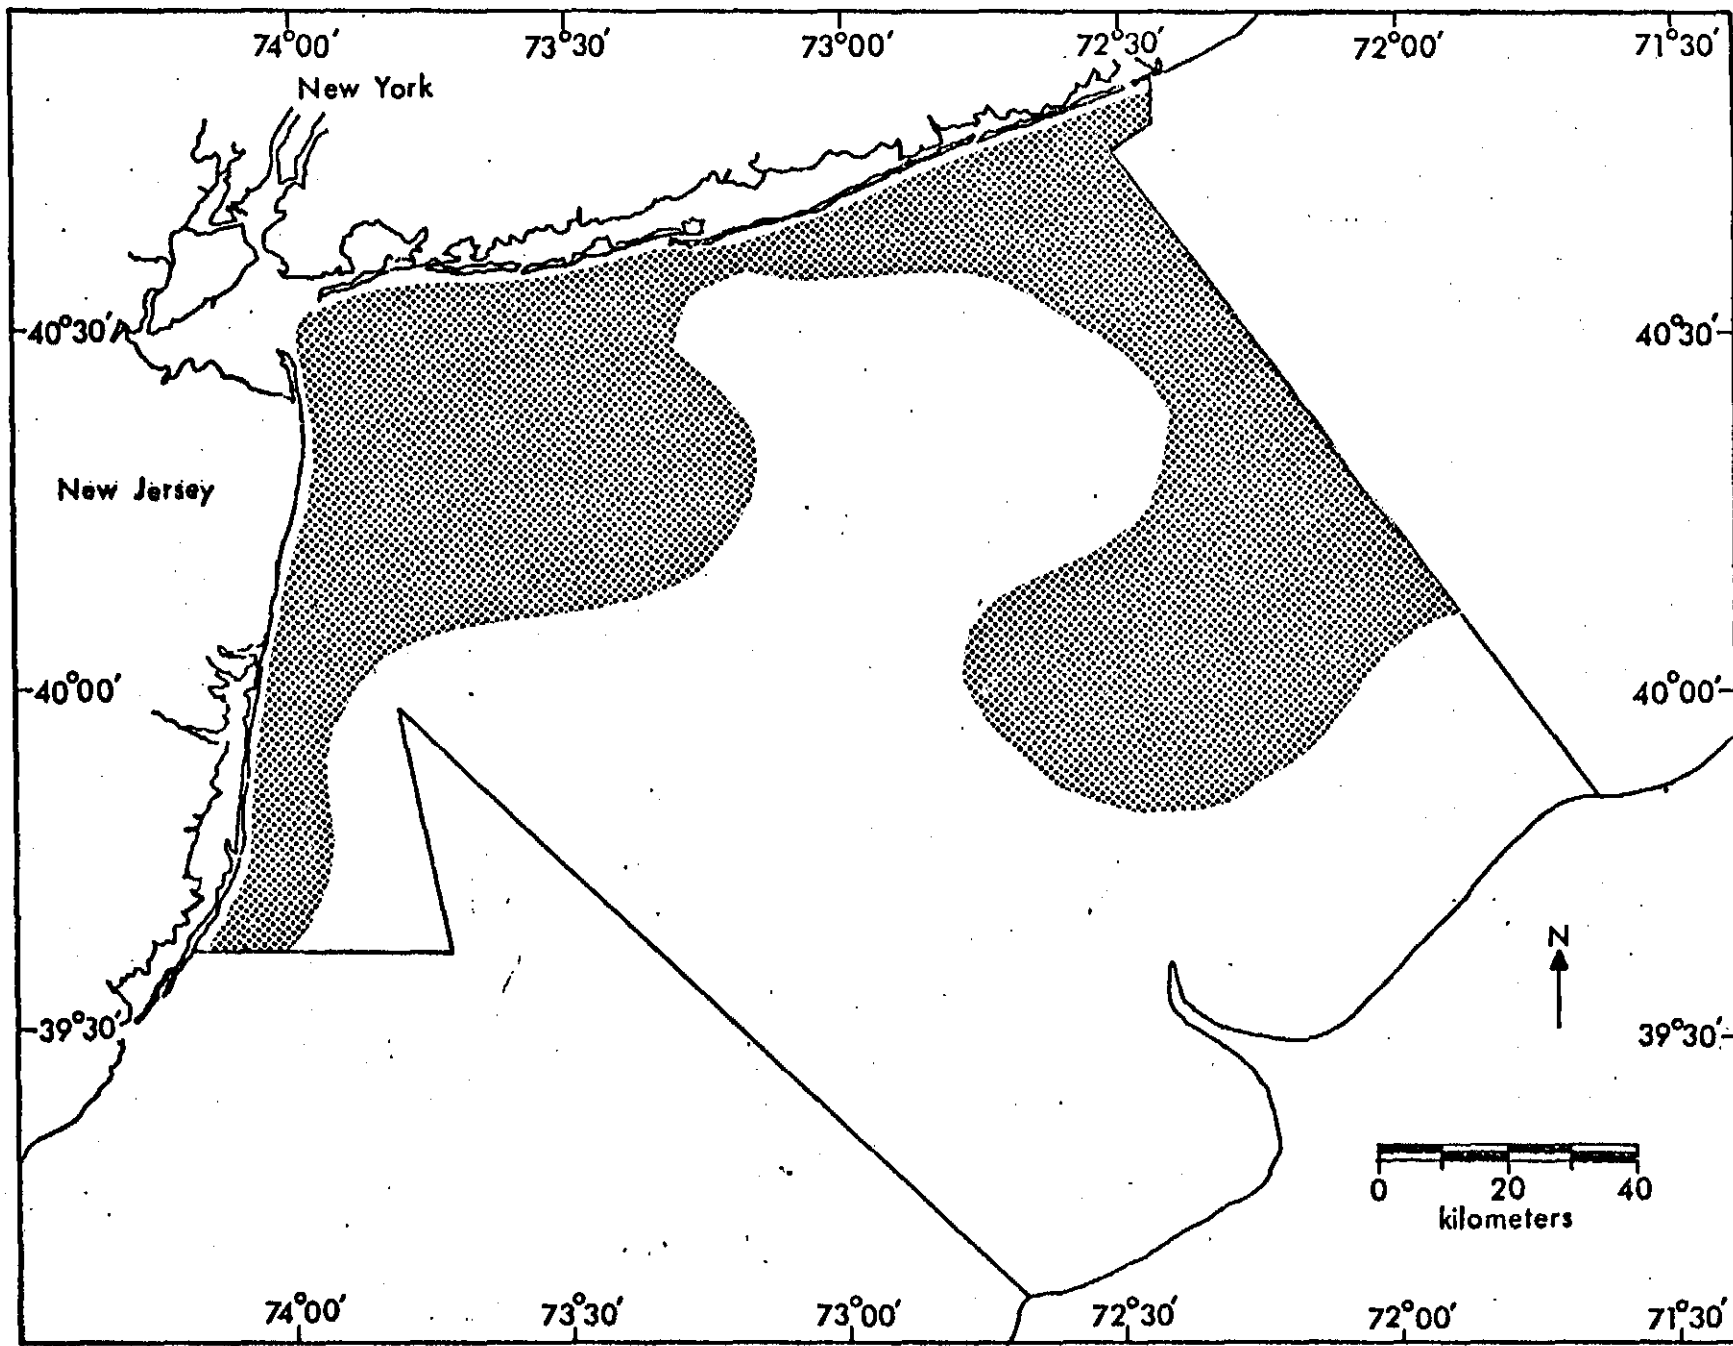 74°00′ 73°30′ 73°00′ 72°30′ 72°00′ 71°30′
New York
40°30′ 40°30′
New Jersey
40°00′ 40°00′
N
39°30′ 39°30′
0 20 40
kilometers
74°00′ 73°30′ 73°00′ 72°30′ 72°00′ 71°30′